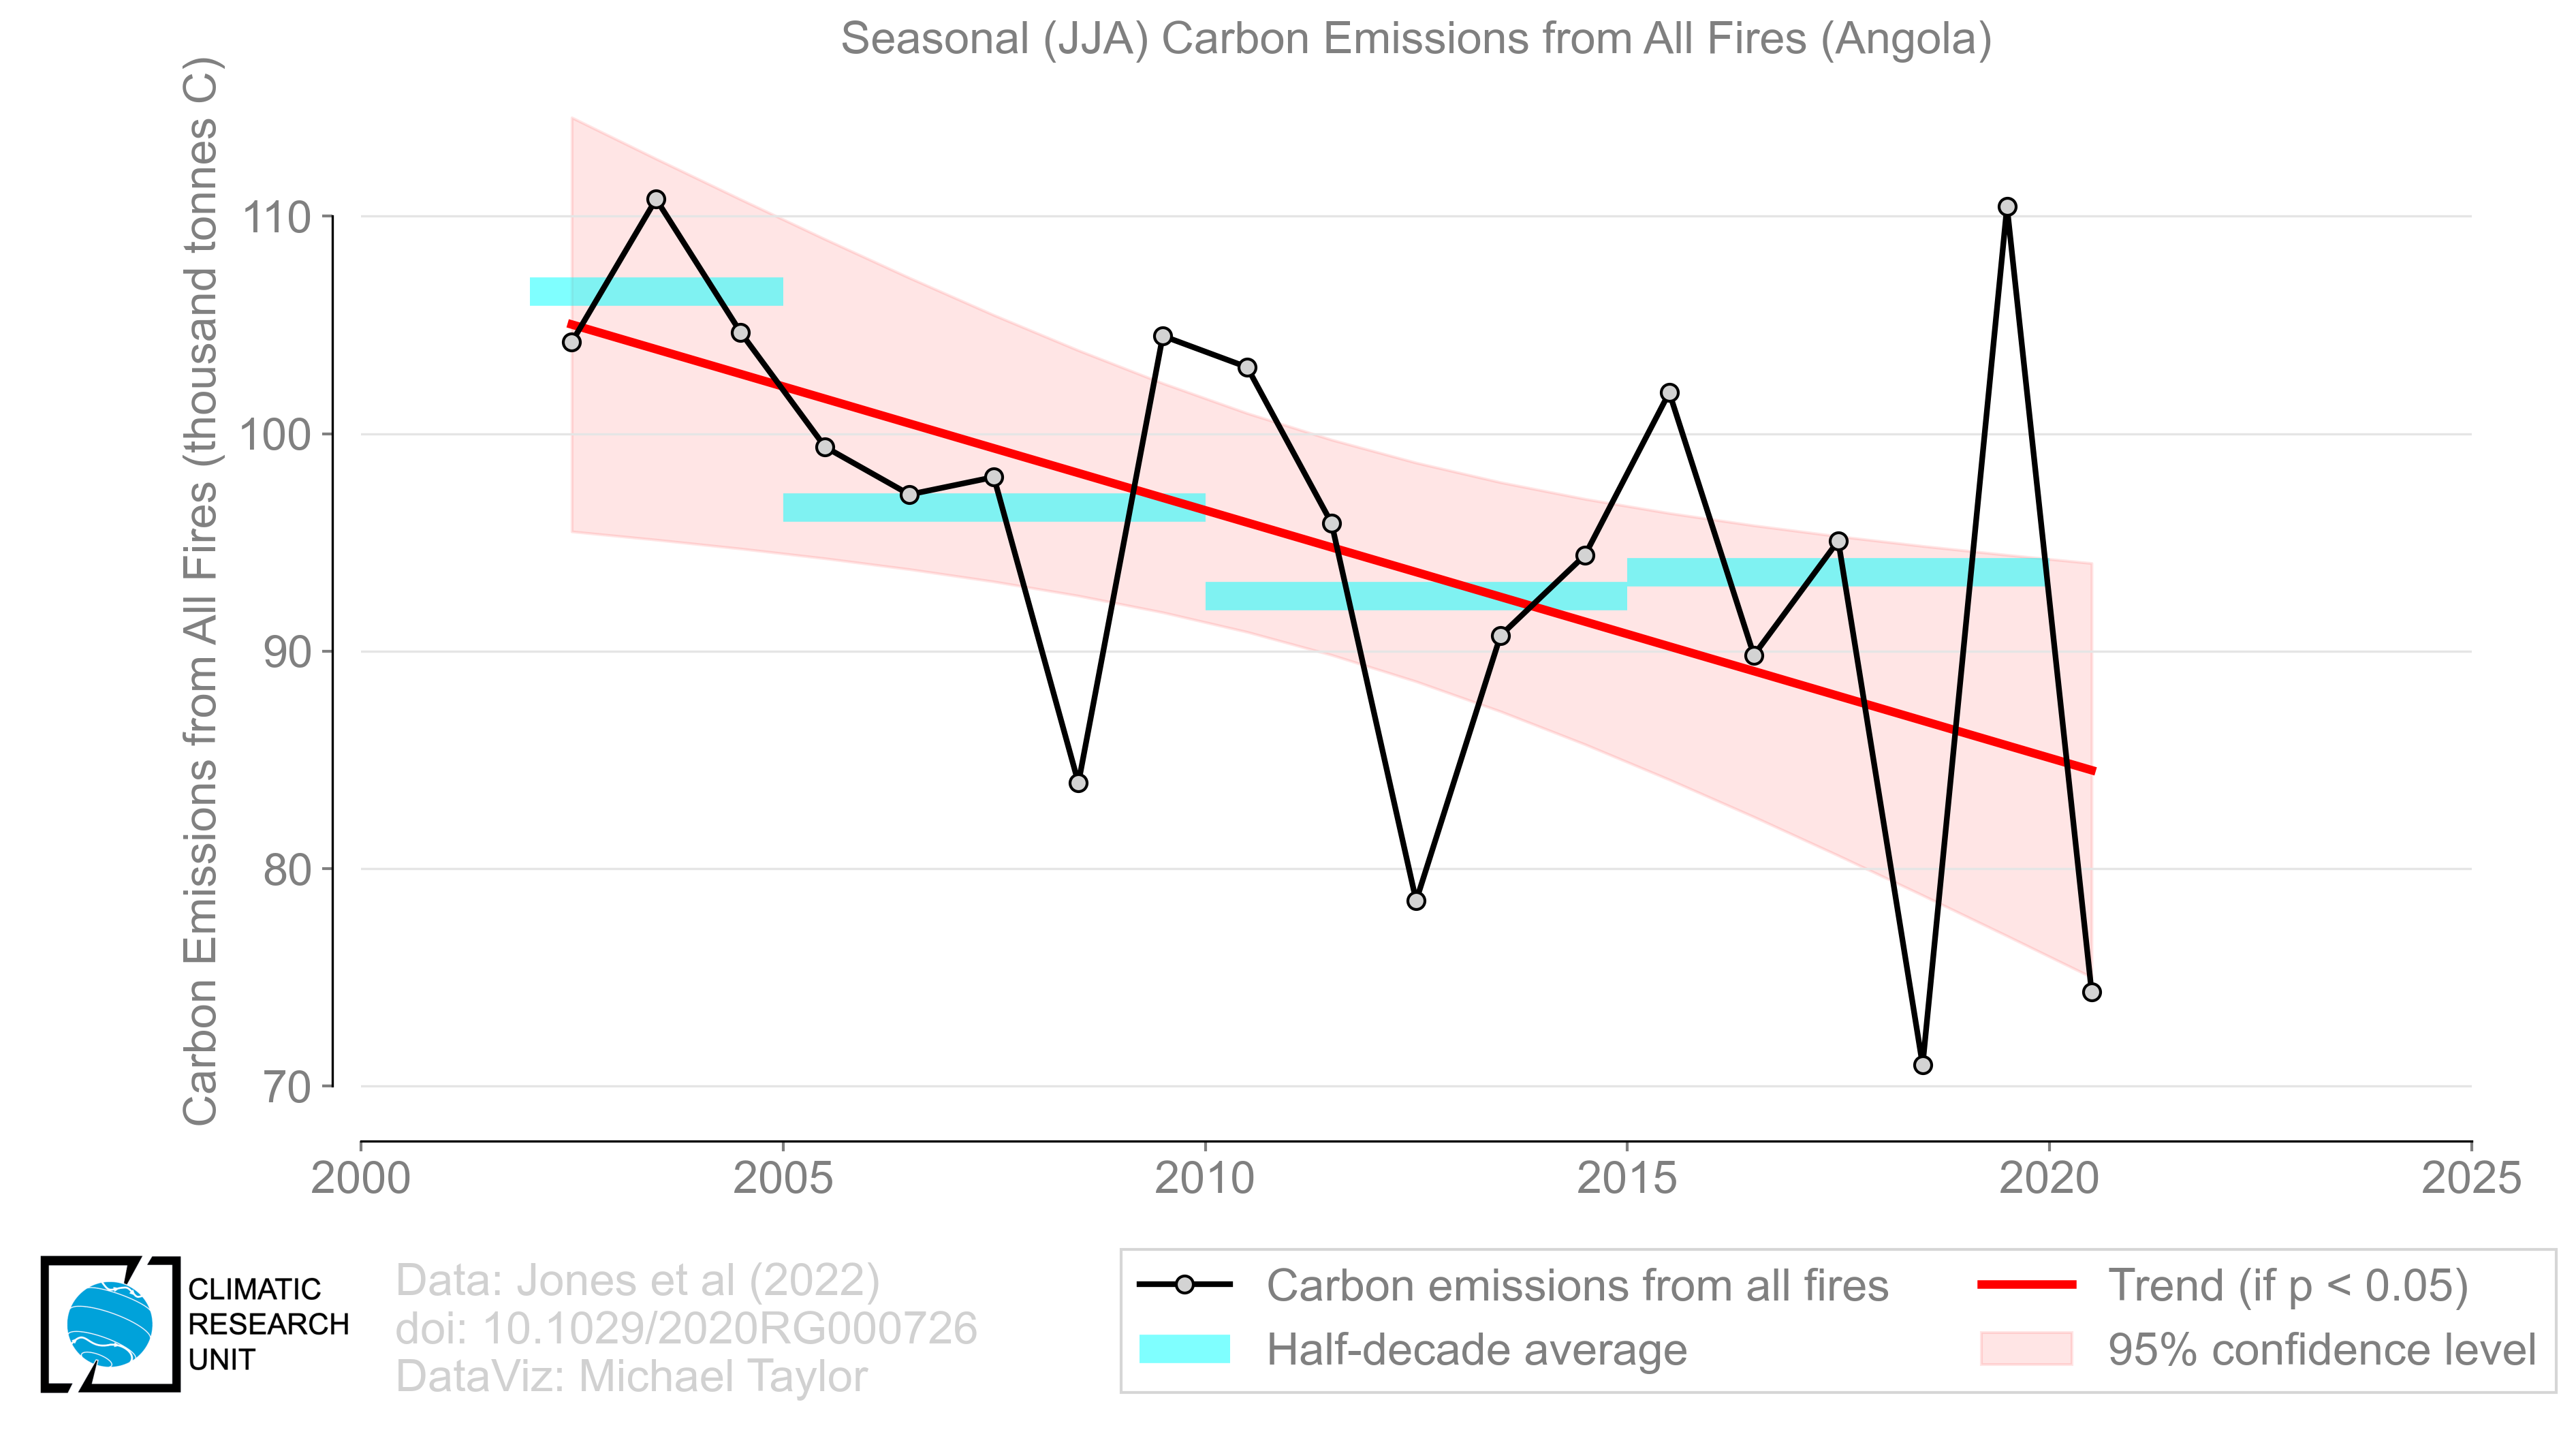 Seasonal (JJA) Carbon Emissions from All Fires (Angola)
Carbon Emissions from All Fires (thousand tonnes C)
110
100
90
80
70
2000
2005
2010
2015
2020
2025
CLIMATIC
RESEARCH
UNIT
Data: Jones et al (2022)
doi: 10.1029/2020RG000726
DataViz: Michael Taylor
Carbon emissions from all fires
Half-decade average
Trend (if p < 0.05)
95% confidence level